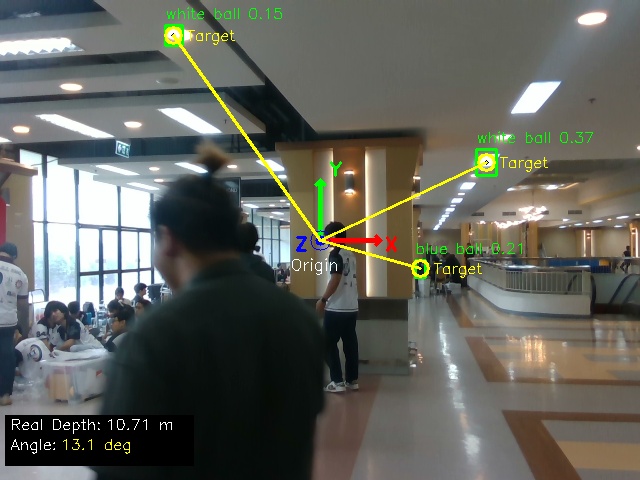 white ball 0.15
Target
white ball 0.37
Target
Y
Z
X
Origin
blue ball 0.21
Target
Real Depth: 10.71 m
Angle: 13.1 deg